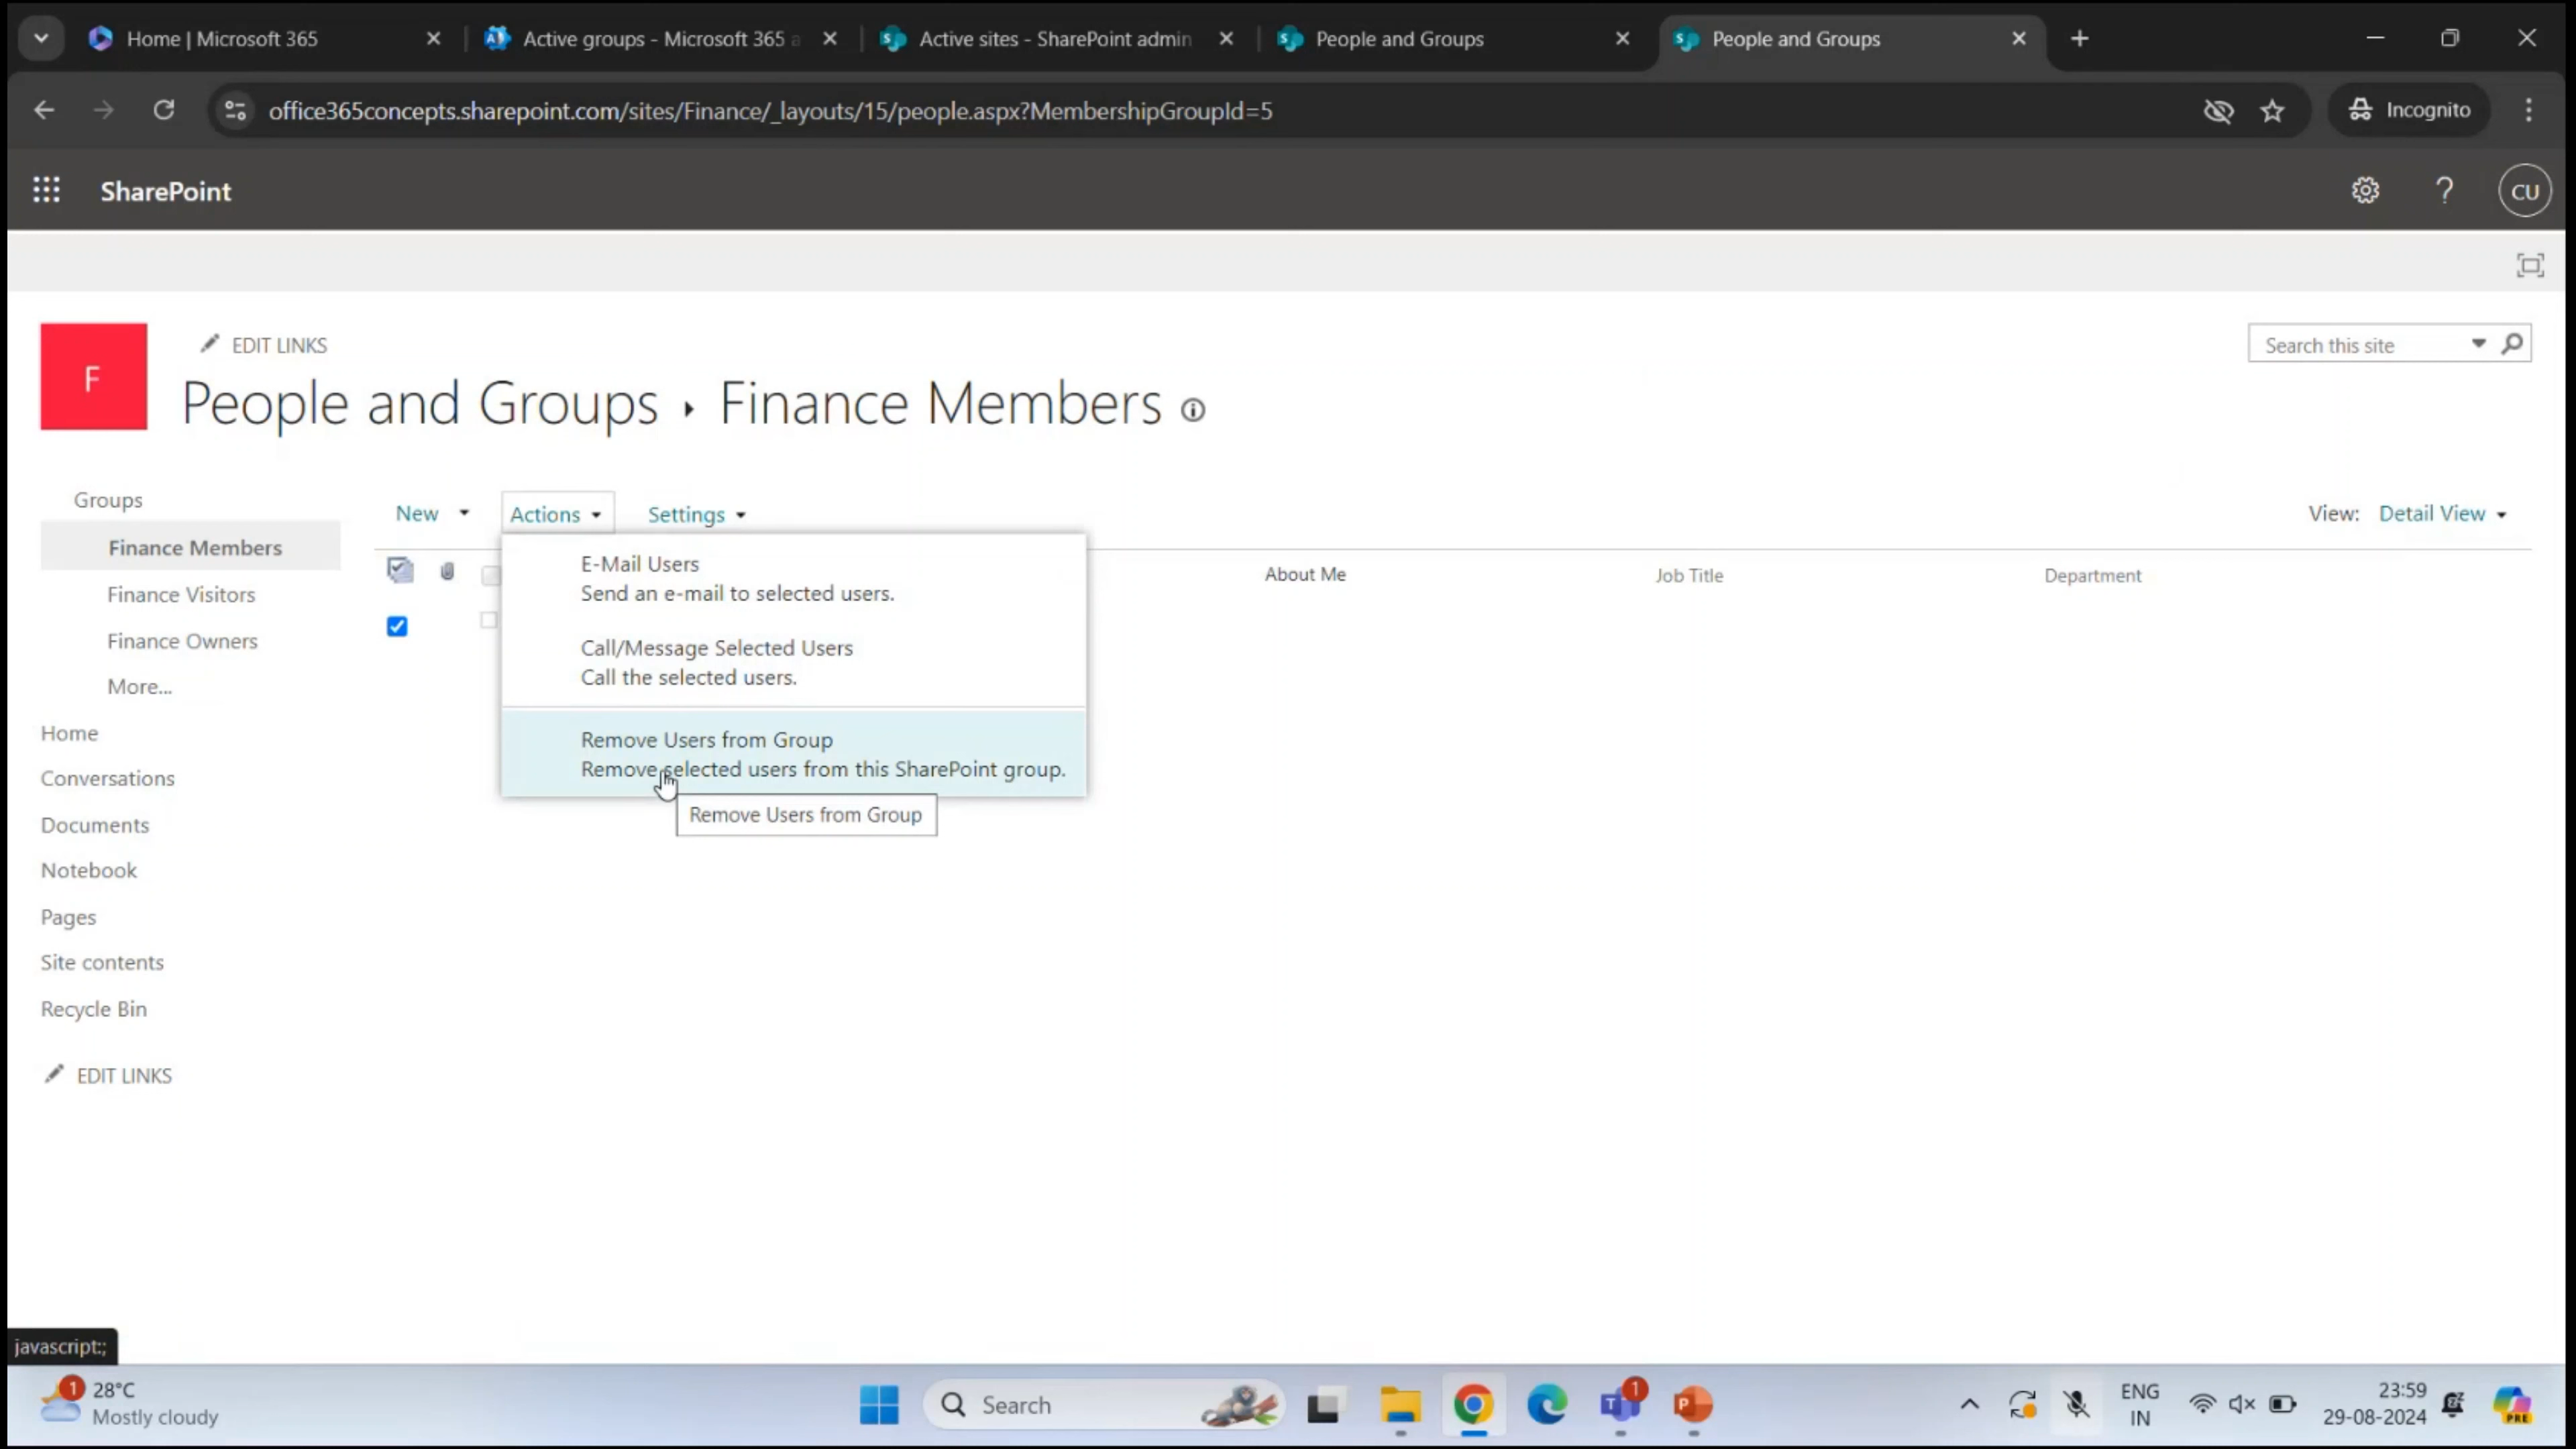 Home | Microsoft 365
Active groups - Microsoft 365 a
Active sites - SharePoint admin
People and Groups
People and Groups
office365concepts.sharepoint.com/sites/Finance/_layouts/15/people.aspx?MembershipGroupId=5
Incognito
SharePoint
?
CU
F
EDIT LINKS
Search this site
People and Groups ▸ Finance Members
Groups
New
Actions
Settings
View: Detail View
Finance Members
Finance Visitors
Finance Owners
More...
E-Mail Users
Send an e-mail to selected users.
Call/Message Selected Users
Call the selected users.
Remove Users from Group
Remove selected users from this SharePoint group.
Remove Users from Group
About Me
Job Title
Department
Home
Conversations
Documents
Notebook
Pages
Site contents
Recycle Bin
EDIT LINKS
javascript:;
1
28°C
Mostly cloudy
Search
1
ENG
IN
23:59
29-08-2024
PRE